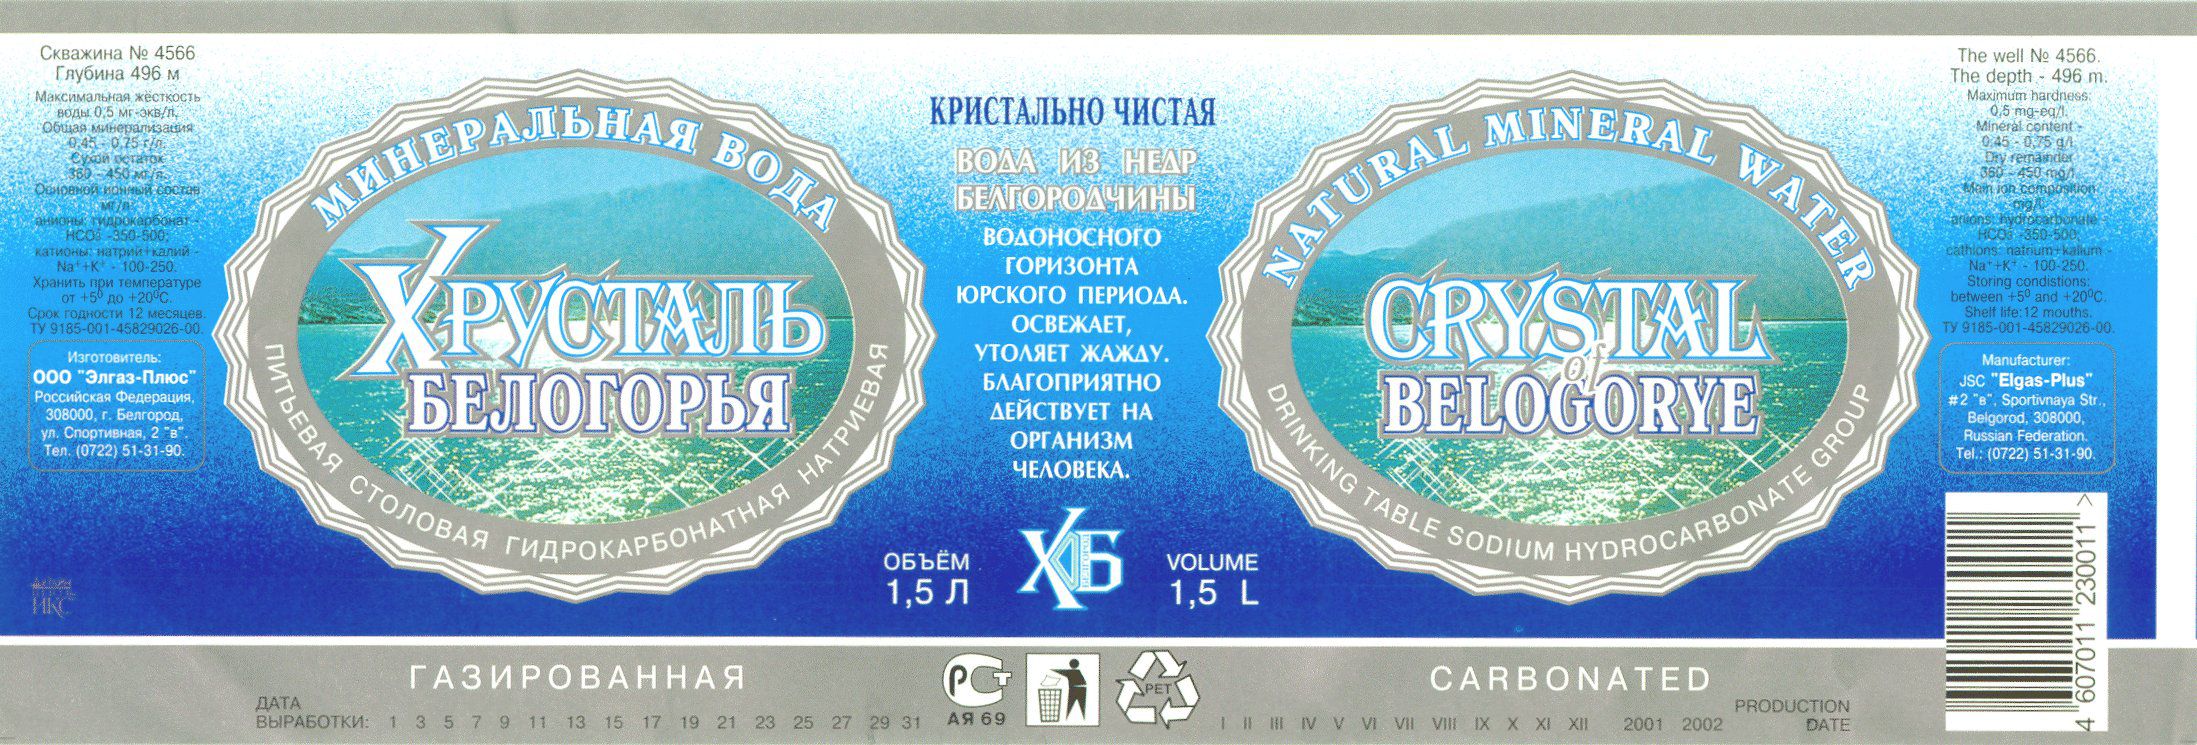 Скважина № 4566
Глубина 496 м
Максимальная жёсткость
воды 0,5 мг-экв/л.
Общая минерализация
0,45 - 0,75 г/л.
Сухой остаток
360 - 450 мг/л.
Основной ионный состав
мг/л:
анионы: гидрокарбонат -
HCO3 -350-500;
катионы: натрий+калий -
Na⁺+K⁺ - 100-250.
Хранить при температуре
от +5⁰ до +20⁰С.
Срок годности 12 месяцев.
ТУ 9185-001-45829026-00.
Изготовитель:
ООО "Элгаз-Плюс"
Российская Федерация,
308000, г. Белгород,
ул. Спортивная, 2 "в".
Тел. (0722) 51-31-90.
ИКС
МИНЕРАЛЬНАЯ ВОДА
ХРУСТАЛЬ
БЕЛОГОРЬЯ
ПИТЬЕВАЯ СТОЛОВАЯ ГИДРОКАРБОНАТНАЯ НАТРИЕВАЯ
КРИСТАЛЬНО ЧИСТАЯ
ВОДА ИЗ НЕДР
БЕЛГОРОДЧИНЫ
ВОДОНОСНОГО
ГОРИЗОНТА
ЮРСКОГО ПЕРИОДА.
ОСВЕЖАЕТ,
УТОЛЯЕТ ЖАЖДУ.
БЛАГОПРИЯТНО
ДЕЙСТВУЕТ НА
ОРГАНИЗМ
ЧЕЛОВЕКА.
ОБЪЁМ
1,5 Л
ХБ
VOLUME
1,5 L
NATURAL MINERAL WATER
CRYSTAL
of
BELOGORYE
DRINKING TABLE SODIUM HYDROCARBONATE GROUP
The well № 4566.
The depth - 496 m.
Maximum hardness:
0,5 mg-eq/l.
Mineral content -
0,45 - 0,75 g/l.
Dry remainder
360 - 450 mg/l.
Main ion composition
mg/l:
anions: hydrocarbonate -
HCO3 -350-500;
cathions: natrium+kalium -
Na⁺+K⁺ - 100-250.
Storing condistions:
between +5⁰ and +20⁰C.
Shelf life:12 mouths.
ТУ 9185-001-45829026-00.
Manufacturer:
JSC "Elgas-Plus"
#2 "в", Sportivnaya Str.,
Belgorod, 308000,
Russian Federation.
Tel.: (0722) 51-31-90.
4 607011 230011 >
ГАЗИРОВАННАЯ
ДАТА
ВЫРАБОТКИ: 1 3 5 7 9 11 13 15 17 19 21 23 25 27 29 31
РСТ
АЯ 69
PET
CARBONATED
I II III IV V VI VII VIII IX X XI XII 2001 2002
PRODUCTION
DATE